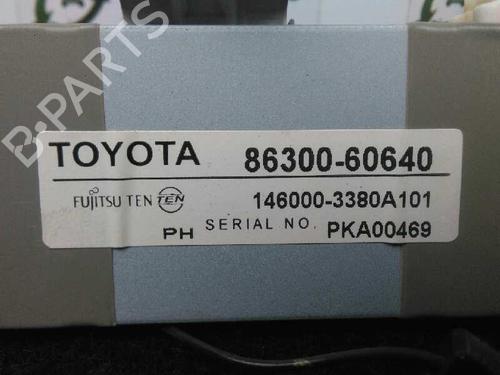 TOYOTA 86300-60640
FUJITSU TEN TEN 146000-3380A101
PH SERIAL NO. PKA00469
B-PARTS